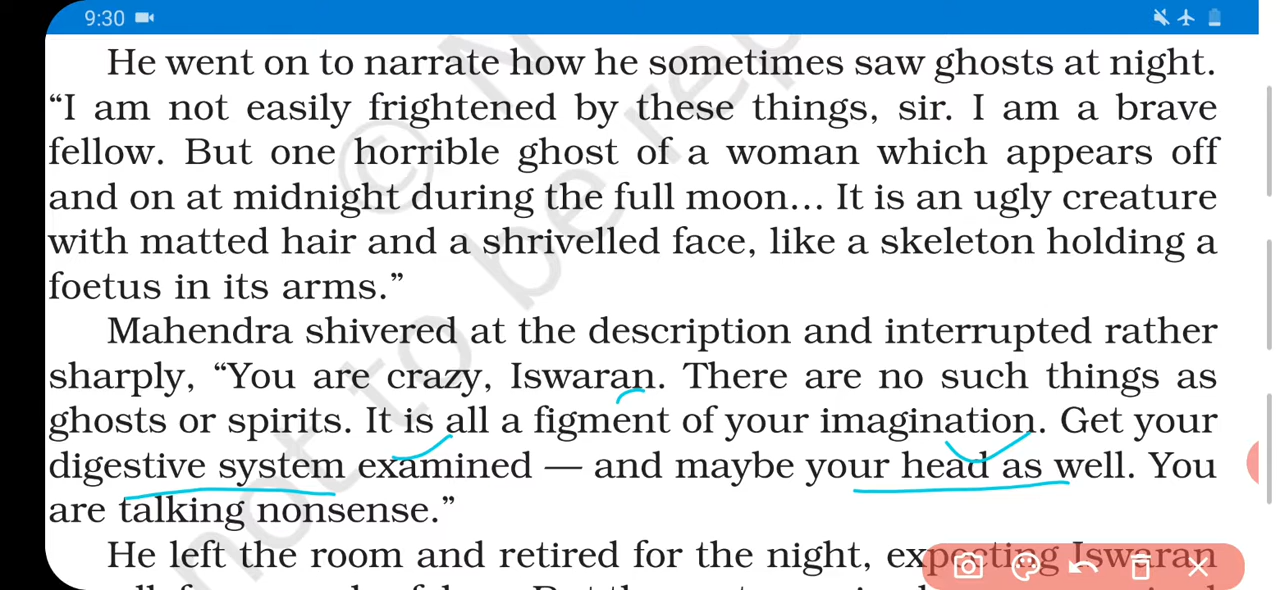 9:30
He went on to narrate how he sometimes saw ghosts at night.
“I am not easily frightened by these things, sir. I am a brave
fellow. But one horrible ghost of a woman which appears off
and on at midnight during the full moon... It is an ugly creature
with matted hair and a shrivelled face, like a skeleton holding a
foetus in its arms.”
Mahendra shivered at the description and interrupted rather
sharply, “You are crazy, Iswaran. There are no such things as
ghosts or spirits. It is all a figment of your imagination. Get your
digestive system examined — and maybe your head as well. You
are talking nonsense.”
He left the room and retired for the night, expecting Iswaran
© N
not to be rep